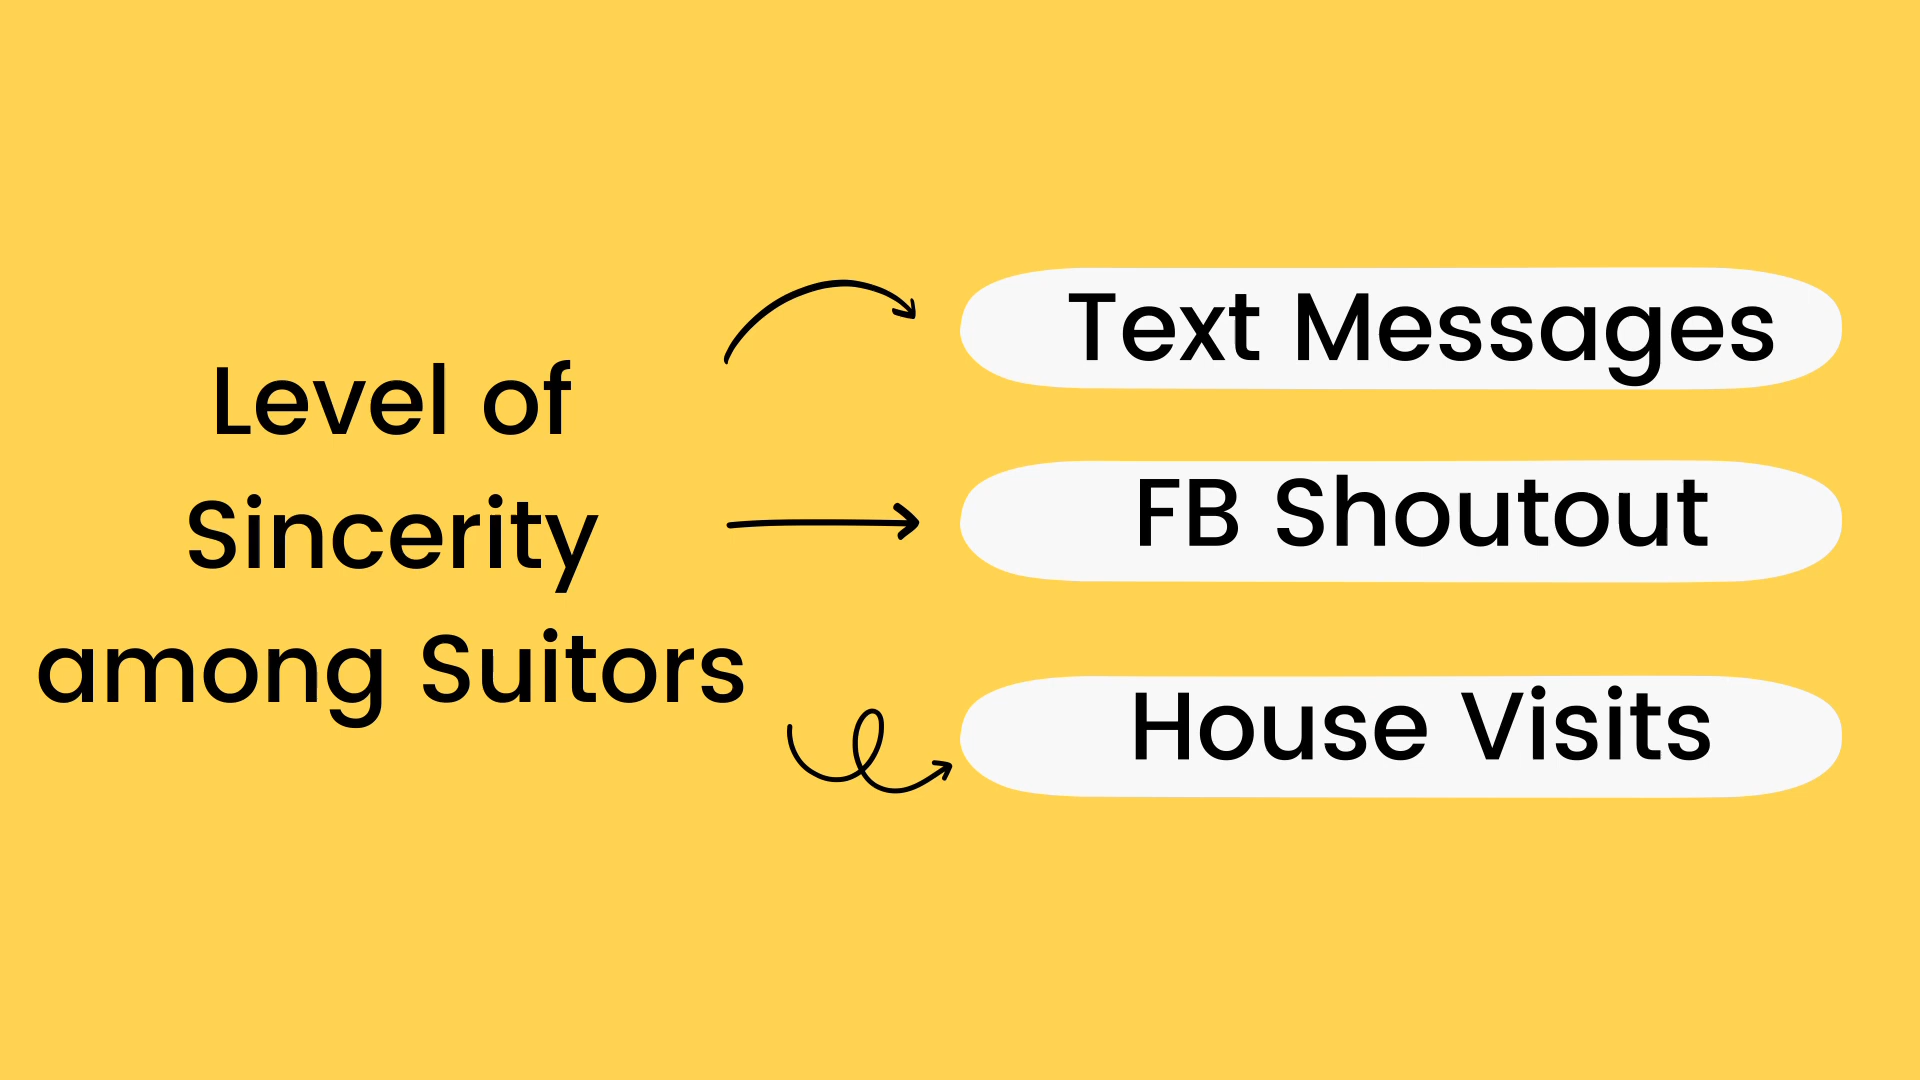 Level of
Sincerity
among Suitors
Text Messages
FB Shoutout
House Visits